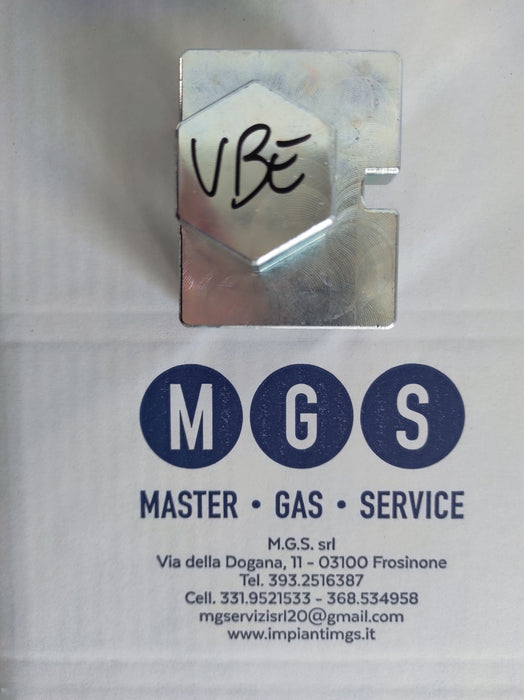 VBE
MGS
MASTER • GAS • SERVICE
M.G.S. srl
Via della Dogana, 11 - 03100 Frosinone
Tel. 393.2516387
Cell. 331.9521533 - 368.534958
mgservizisrl20@gmail.com
www.impiantimgs.it